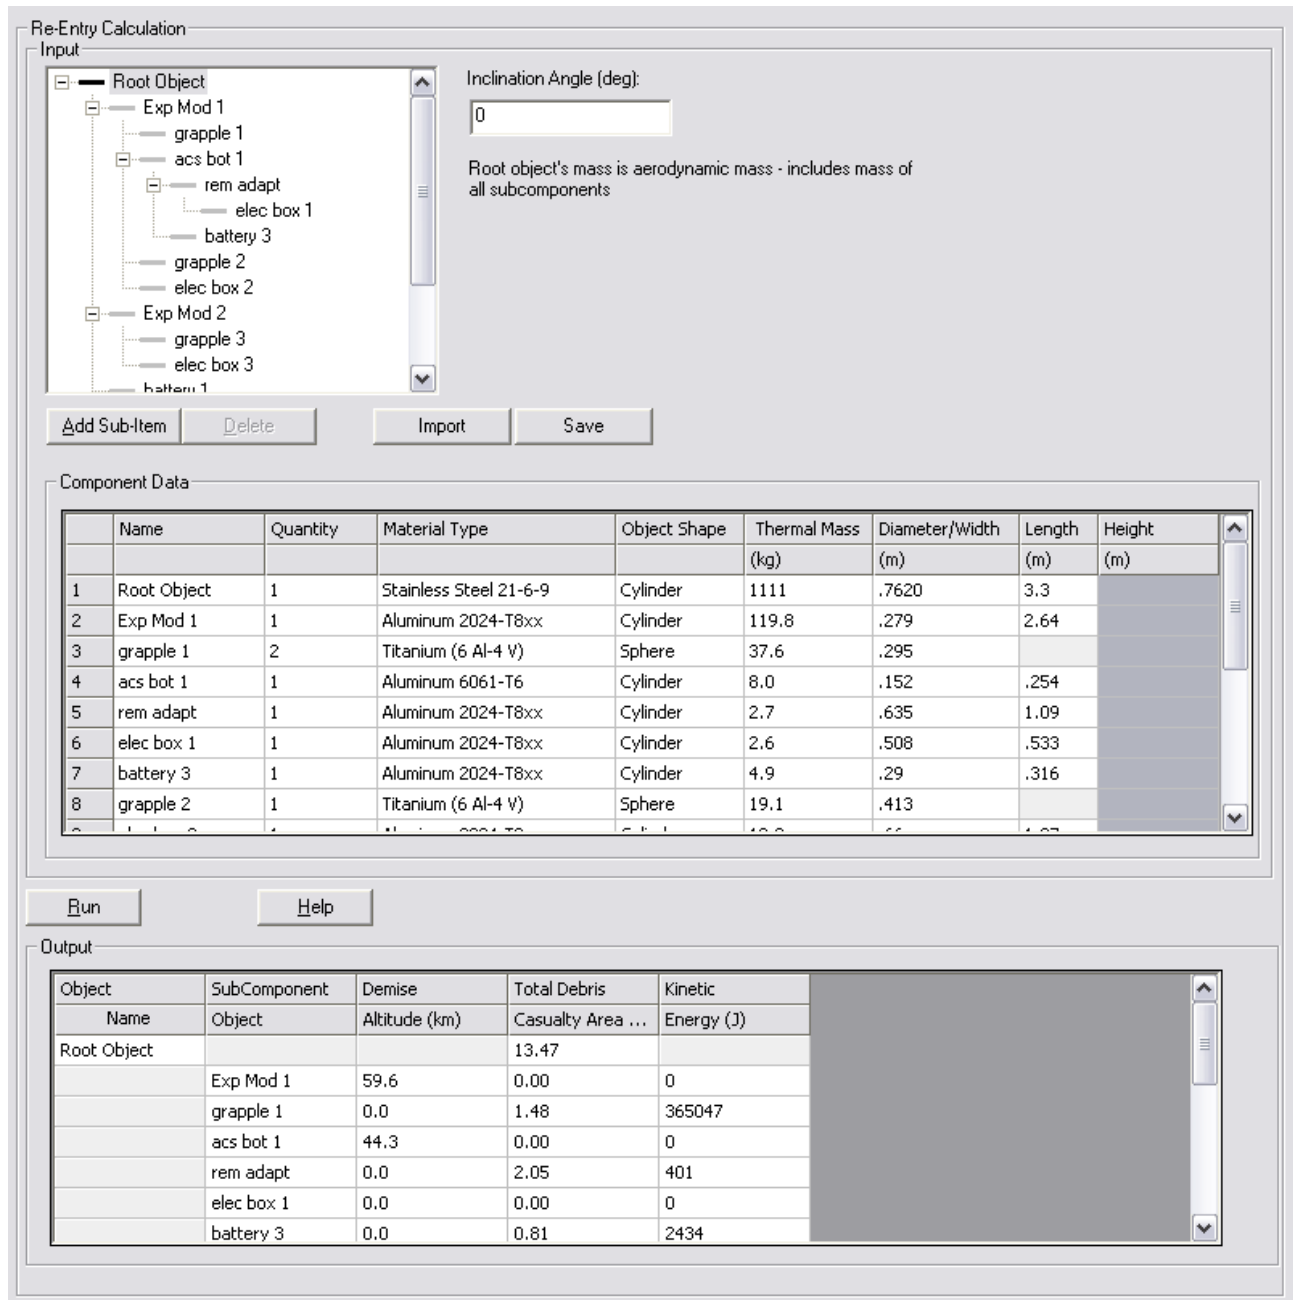 Re-Entry Calculation
Input
Root Object
Exp Mod 1
grapple 1
acs bot 1
rem adapt
elec box 1
battery 3
grapple 2
elec box 2
Exp Mod 2
grapple 3
elec box 3
battery 1
Inclination Angle (deg):
0
Root object's mass is aerodynamic mass - includes mass of
all subcomponents
Add Sub-Item Delete Import Save
Component Data
Name Quantity Material Type Object Shape Thermal Mass Diameter/Width Length Height
(kg) (m) (m) (m)
1 Root Object 1 Stainless Steel 21-6-9 Cylinder 1111 .7620 3.3
2 Exp Mod 1 1 Aluminum 2024-T8xx Cylinder 119.8 .279 2.64
3 grapple 1 2 Titanium (6 Al-4 V) Sphere 37.6 .295
4 acs bot 1 1 Aluminum 6061-T6 Cylinder 8.0 .152 .254
5 rem adapt 1 Aluminum 2024-T8xx Cylinder 2.7 .635 1.09
6 elec box 1 1 Aluminum 2024-T8xx Cylinder 2.6 .508 .533
7 battery 3 1 Aluminum 2024-T8xx Cylinder 4.9 .29 .316
8 grapple 2 1 Titanium (6 Al-4 V) Sphere 19.1 .413
Run Help
Output
Object SubComponent Demise Total Debris Kinetic
Name Object Altitude (km) Casualty Area ... Energy (J)
Root Object 13.47
Exp Mod 1 59.6 0.00 0
grapple 1 0.0 1.48 365047
acs bot 1 44.3 0.00 0
rem adapt 0.0 2.05 401
elec box 1 0.0 0.00 0
battery 3 0.0 0.81 2434